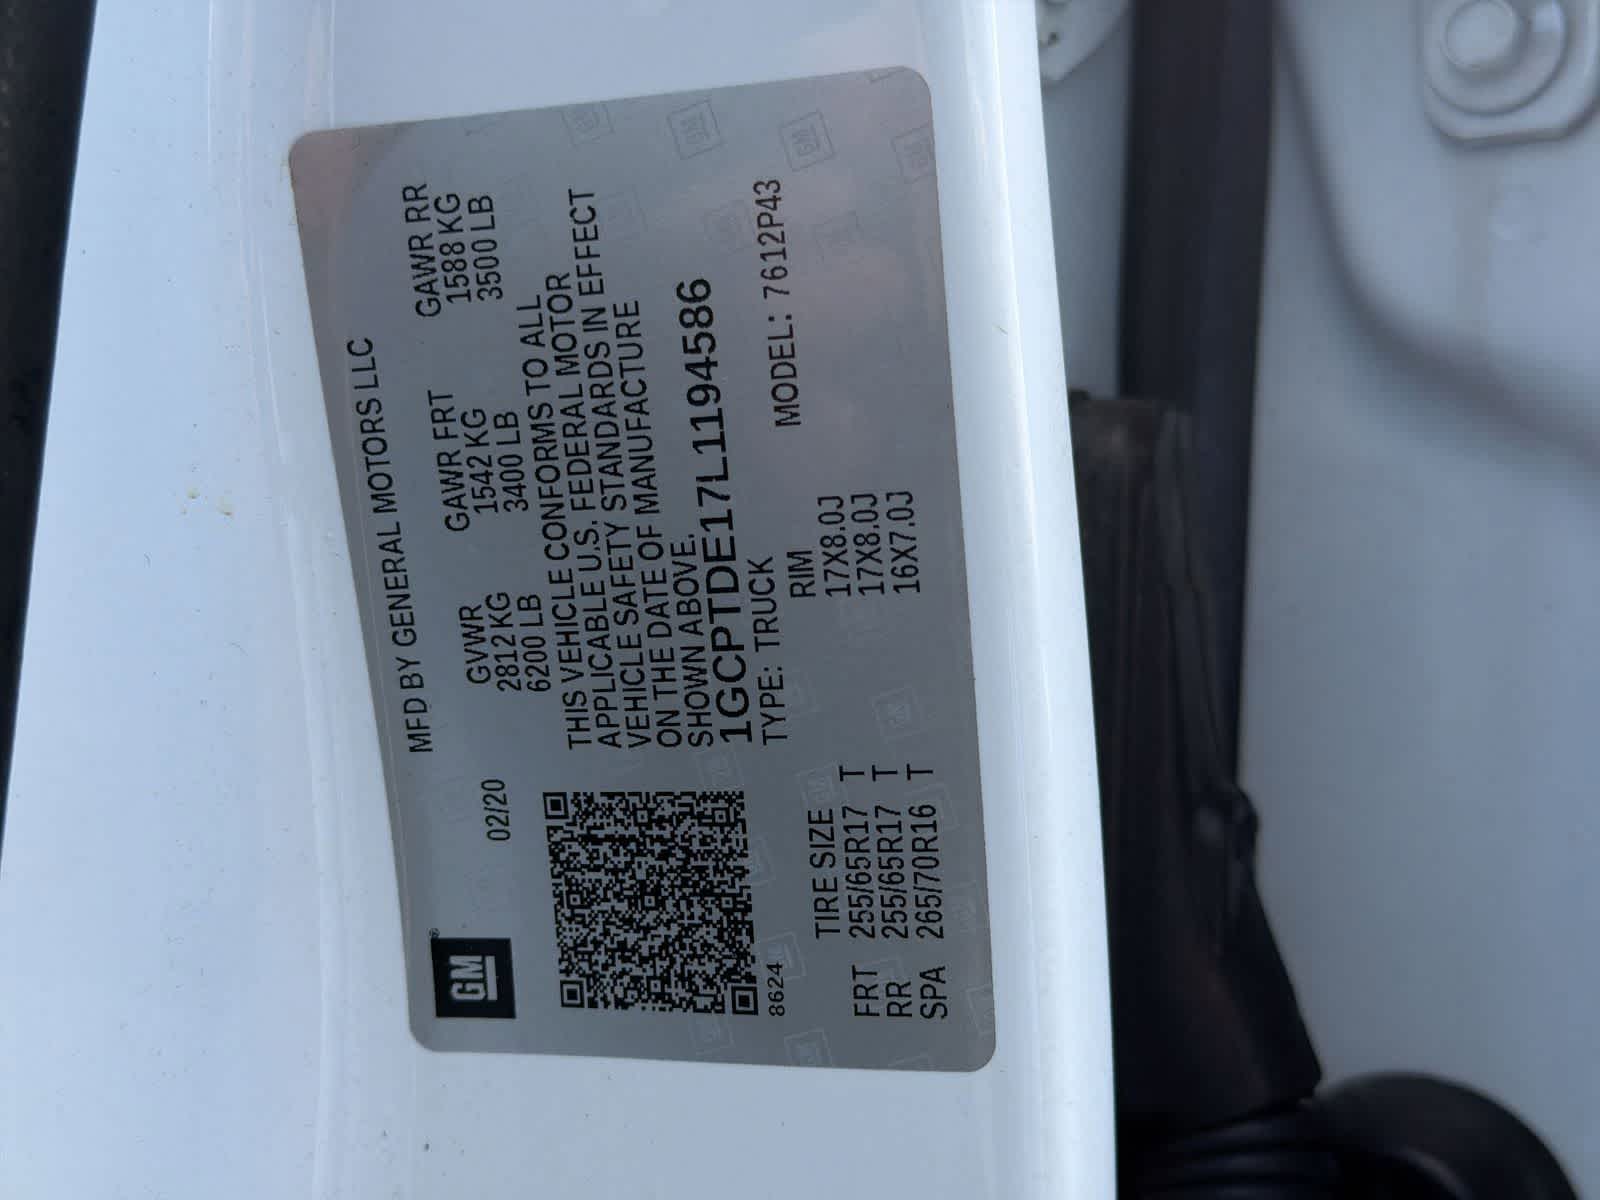 GM®
02/20
MFD BY GENERAL MOTORS LLC
GVWR GAWR FRT GAWR RR
2812 KG 1542 KG 1588 KG
6200 LB 3400 LB 3500 LB
THIS VEHICLE CONFORMS TO ALL
APPLICABLE U.S. FEDERAL MOTOR
VEHICLE SAFETY STANDARDS IN EFFECT
ON THE DATE OF MANUFACTURE
SHOWN ABOVE.
1GCPTDE17L1194586
TYPE: TRUCK MODEL: 7612P43
8624
TIRE SIZE RIM
FRT 255/65R17 T 17X8.0J
RR 255/65R17 T 17X8.0J
SPA 265/70R16 T 16X7.0J